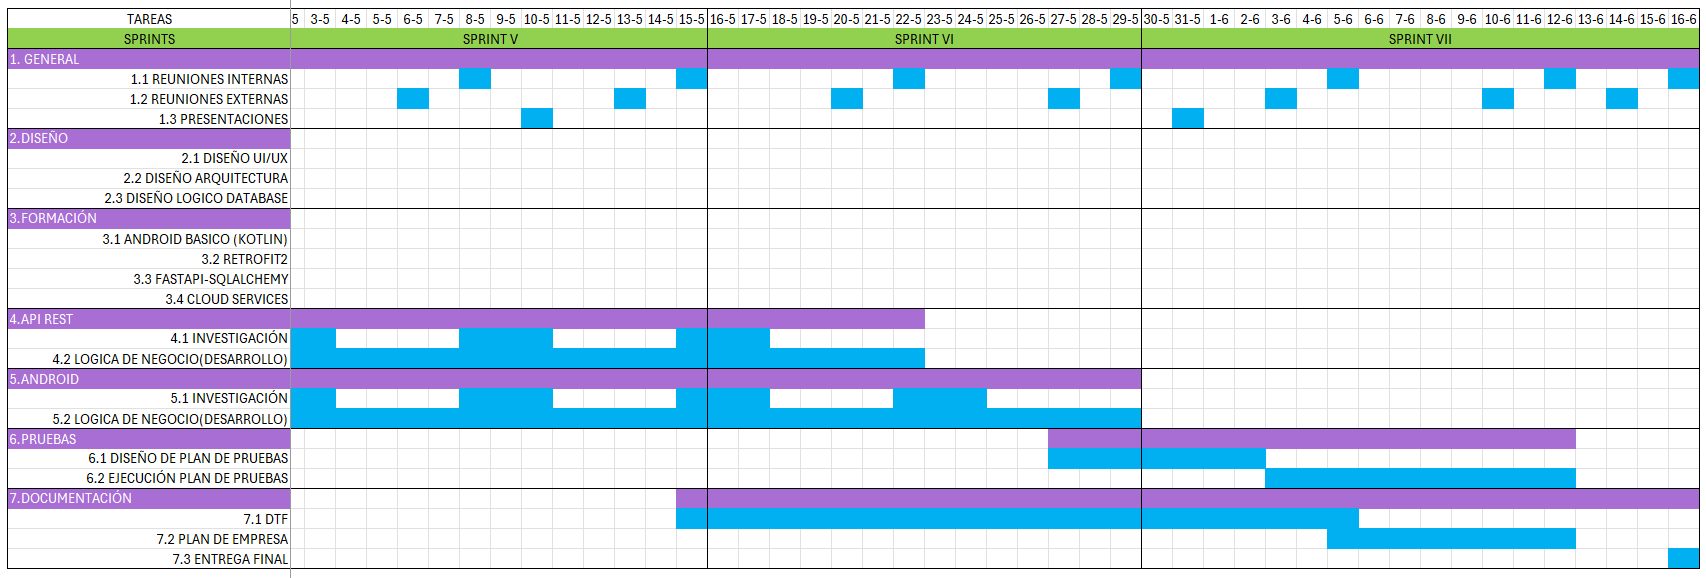 TAREAS 5 3-5 4-5 5-5 6-5 7-5 8-5 9-5 10-5 11-5 12-5 13-5 14-5 15-5 16-5 17-5 18-5 19-5 20-5 21-5 22-5 23-5 24-5 25-5 26-5 27-5 28-5 29-5 30-5 31-5 1-6 2-6 3-6 4-6 5-6 6-6 7-6 8-6 9-6 10-6 11-6 12-6 13-6 14-6 15-6 16-6
SPRINTS SPRINT V SPRINT VI SPRINT VII
1. GENERAL
1.1 REUNIONES INTERNAS
1.2 REUNIONES EXTERNAS
1.3 PRESENTACIONES
2.DISEÑO
2.1 DISEÑO UI/UX
2.2 DISEÑO ARQUITECTURA
2.3 DISEÑO LOGICO DATABASE
3.FORMACIÓN
3.1 ANDROID BASICO (KOTLIN)
3.2 RETROFIT2
3.3 FASTAPI-SQLALCHEMY
3.4 CLOUD SERVICES
4.API REST
4.1 INVESTIGACIÓN
4.2 LOGICA DE NEGOCIO(DESARROLLO)
5.ANDROID
5.1 INVESTIGACIÓN
5.2 LOGICA DE NEGOCIO(DESARROLLO)
6.PRUEBAS
6.1 DISEÑO DE PLAN DE PRUEBAS
6.2 EJECUCIÓN PLAN DE PRUEBAS
7.DOCUMENTACIÓN
7.1 DTF
7.2 PLAN DE EMPRESA
7.3 ENTREGA FINAL